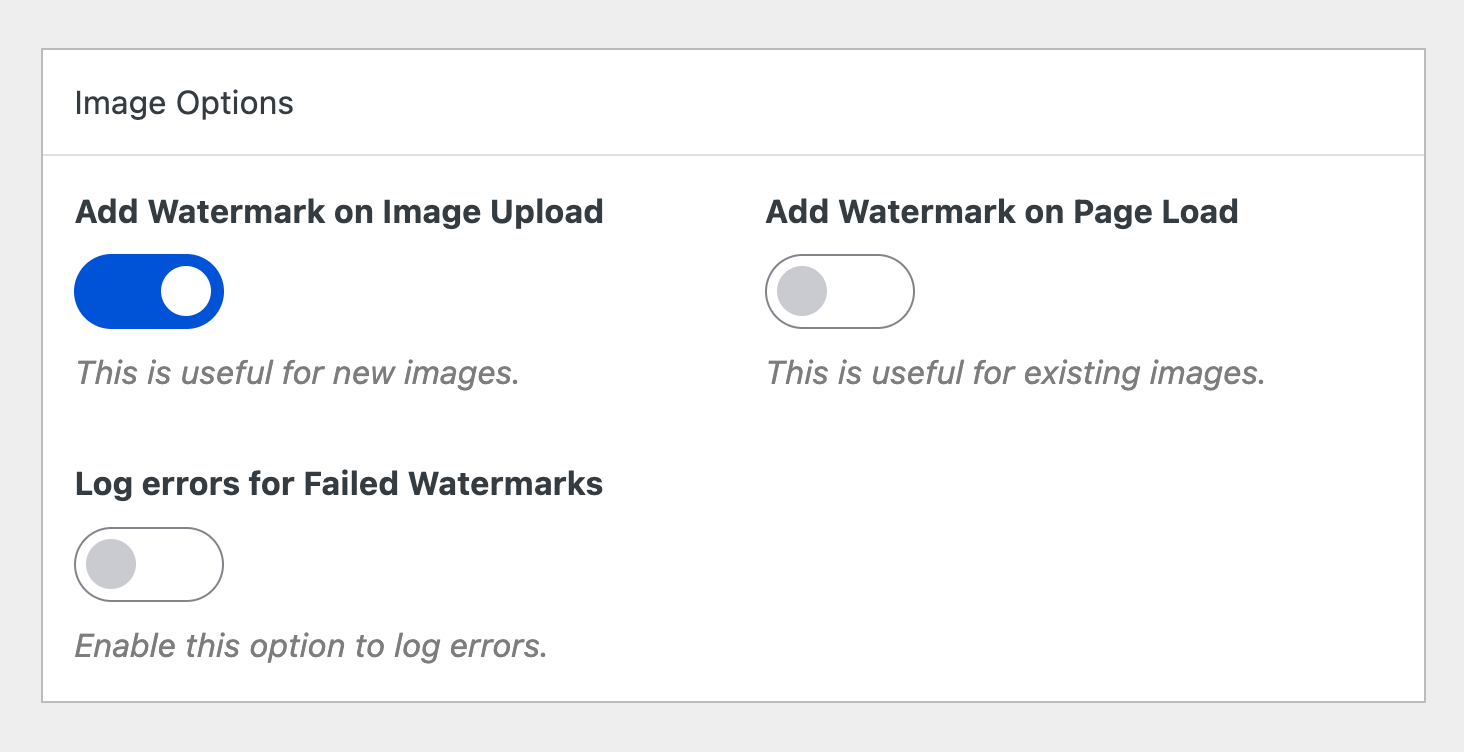 Image Options
Add Watermark on Image Upload
Add Watermark on Page Load
This is useful for new images.
This is useful for existing images.
Log errors for Failed Watermarks
Enable this option to log errors.